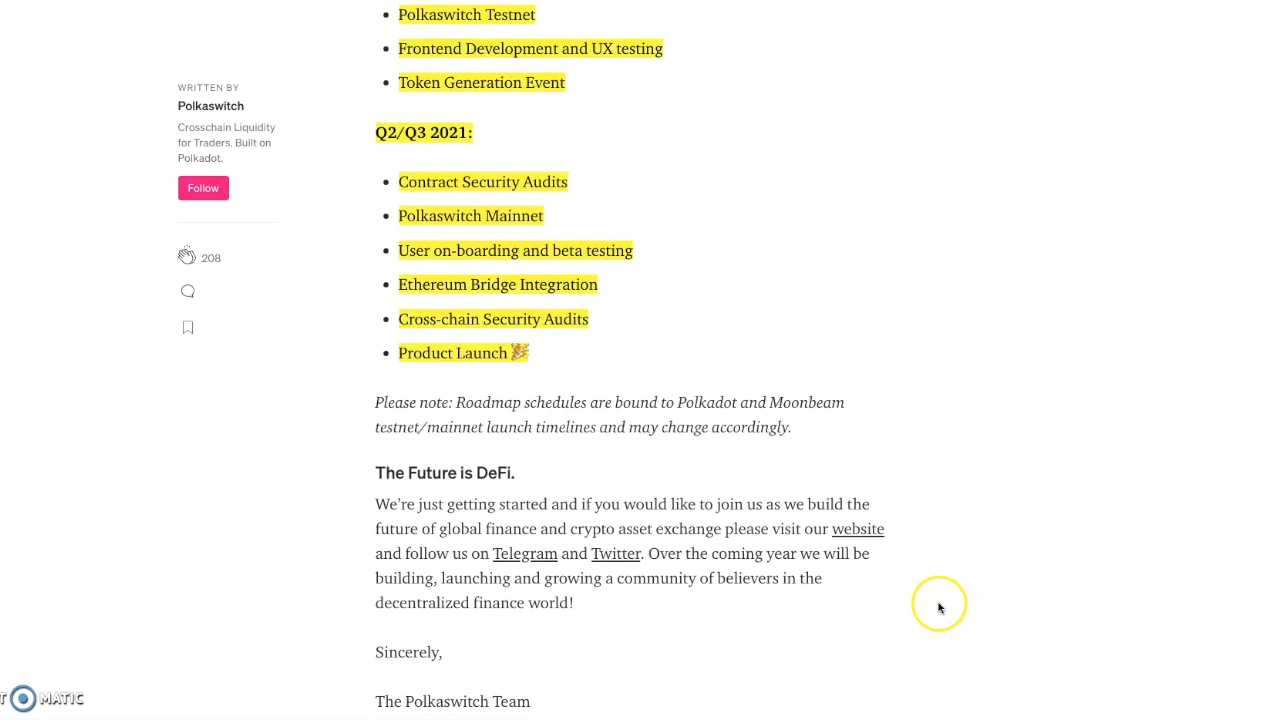 Polkaswitch Testnet
Frontend Development and UX testing
Token Generation Event
WRITTEN BY
Polkaswitch
Crosschain Liquidity
for Traders. Built on
Polkadot.
Follow
208
Q2/Q3 2021:
Contract Security Audits
Polkaswitch Mainnet
User on-boarding and beta testing
Ethereum Bridge Integration
Cross-chain Security Audits
Product Launch 🎉
Please note: Roadmap schedules are bound to Polkadot and Moonbeam
testnet/mainnet launch timelines and may change accordingly.
The Future is DeFi.
We’re just getting started and if you would like to join us as we build the
future of global finance and crypto asset exchange please visit our website
and follow us on Telegram and Twitter. Over the coming year we will be
building, launching and growing a community of believers in the
decentralized finance world!
Sincerely,
The Polkaswitch Team
T MATIC